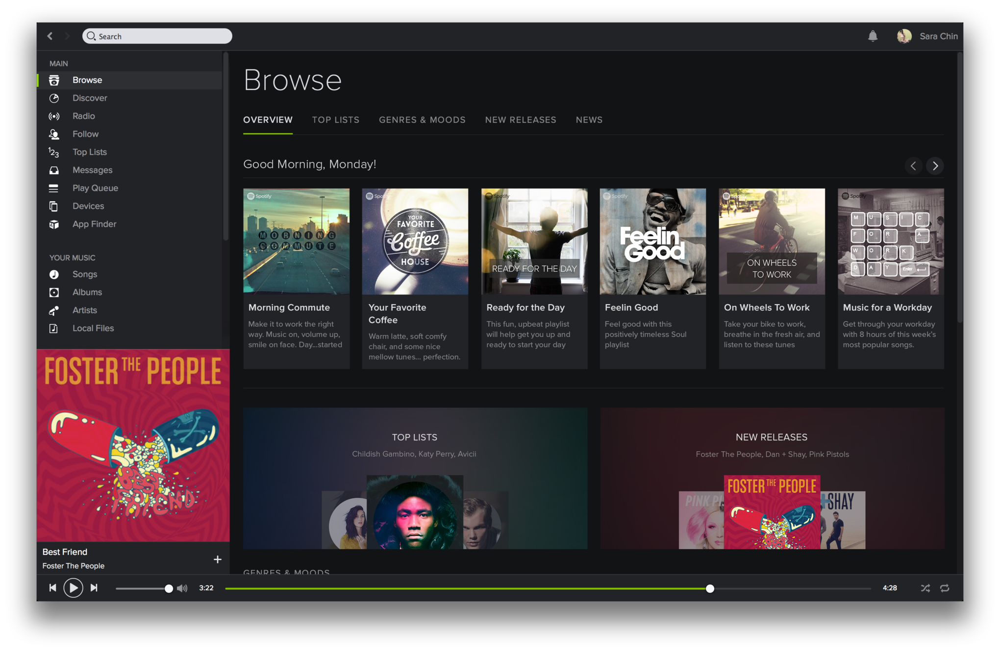 Search
Sara Chin
MAIN
Browse
Discover
Radio
Follow
123
Top Lists
Messages
Play Queue
Devices
App Finder
YOUR MUSIC
Songs
Albums
Artists
Local Files
FOSTER THE PEOPLE
BEST
FRIEND
Best Friend
Foster The People
Browse
OVERVIEW
TOP LISTS
GENRES & MOODS
NEW RELEASES
NEWS
Good Morning, Monday!
Spotify
MORNING
COMMUTE
Morning Commute
Make it to work the right
way. Music on, volume up,
smile on face. Day...started
Spotify
YOUR
FAVORITE
Coffee
HOUSE
Your Favorite
Coffee
Warm latte, soft comfy
chair, and some nice
mellow tunes... perfection.
Spotify
READY FOR THE DAY
Ready for the Day
This fun, upbeat playlist
will help get you up and
ready to start your day
Spotify
Feelin
Good
Feelin Good
Feel good with this
positively timeless Soul
playlist
Spotify
ON WHEELS
TO WORK
On Wheels To Work
Take your bike to work,
breathe in the fresh air, and
listen to these tunes
Spotify
MUSIC
FOR A
WORK
DAY Enter
Music for a Workday
Get through your workday
with 8 hours of this week's
most popular songs.
TOP LISTS
Childish Gambino, Katy Perry, Avicii
NEW RELEASES
Foster The People, Dan + Shay, Pink Pistols
PINK PI
FOSTER THE PEOPLE
BEST
+SHAY
GENRES & MOODS
3:22
4:28